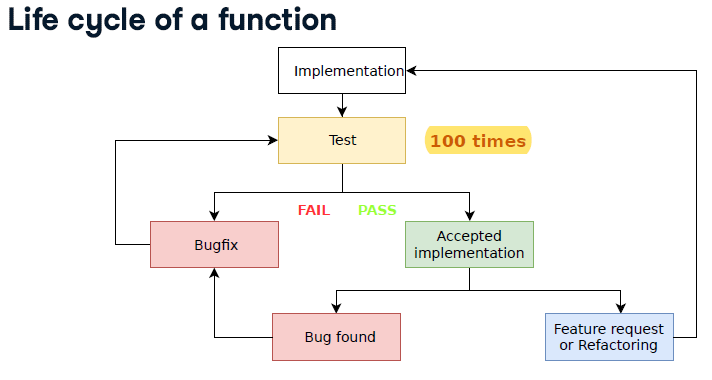 Life cycle of a function
Implementation
Test
100 times
FAIL
PASS
Bugfix
Accepted
implementation
Bug found
Feature request
or Refactoring